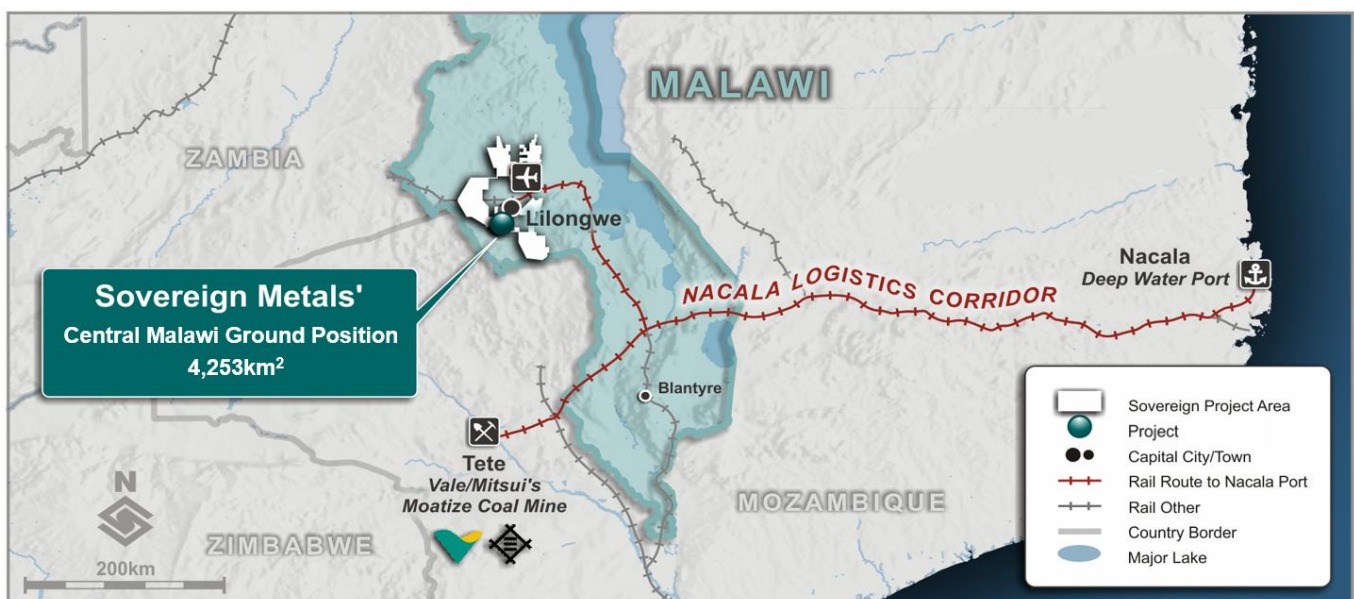 MALAWI
ZAMBIA
Lilongwe
Sovereign Metals'
Central Malawi Ground Position
4,253km²
NACALA LOGISTICS CORRIDOR
Nacala
Deep Water Port
Blantyre
Tete
Vale/Mitsui's
Moatize Coal Mine
MOZAMBIQUE
ZIMBABWE
N
200km
Sovereign Project Area
Project
Capital City/Town
Rail Route to Nacala Port
Rail Other
Country Border
Major Lake